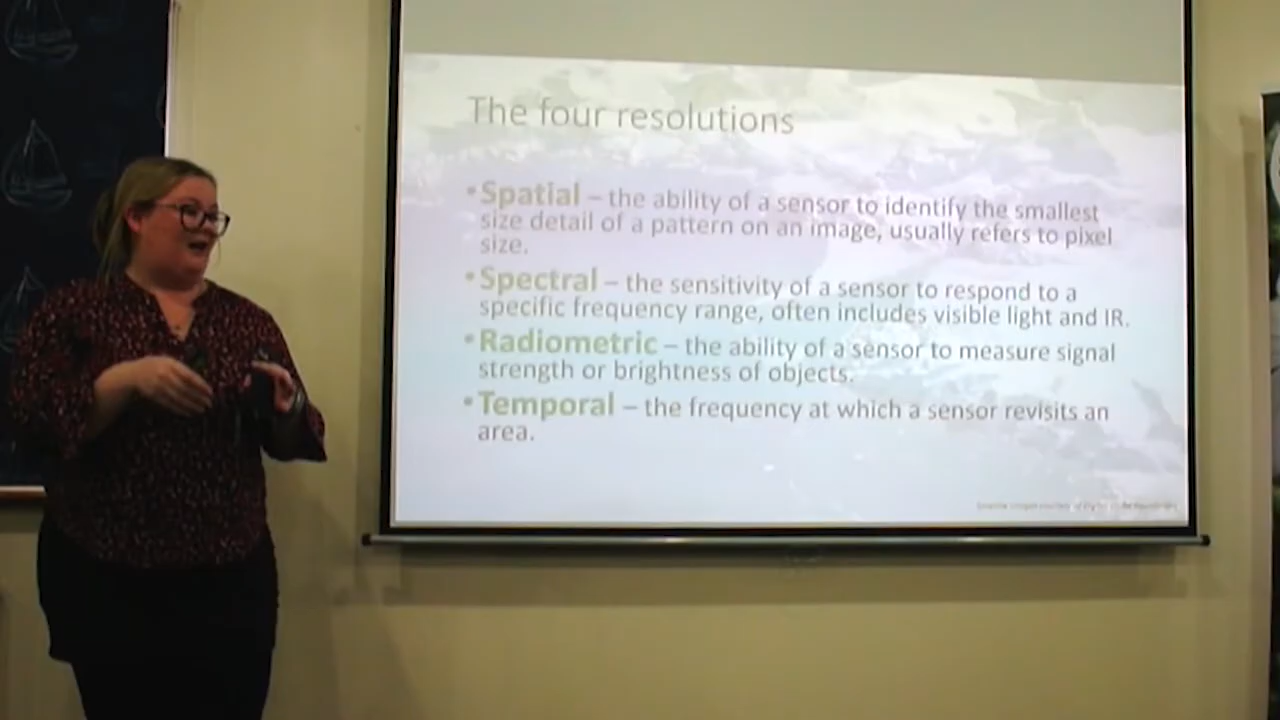 The four resolutions
• Spatial – the ability of a sensor to identify the smallest
size detail of a pattern on an image, usually refers to pixel
size.
• Spectral – the sensitivity of a sensor to respond to a
specific frequency range, often includes visible light and IR.
• Radiometric – the ability of a sensor to measure signal
strength or brightness of objects.
• Temporal – the frequency at which a sensor revisits an
area.